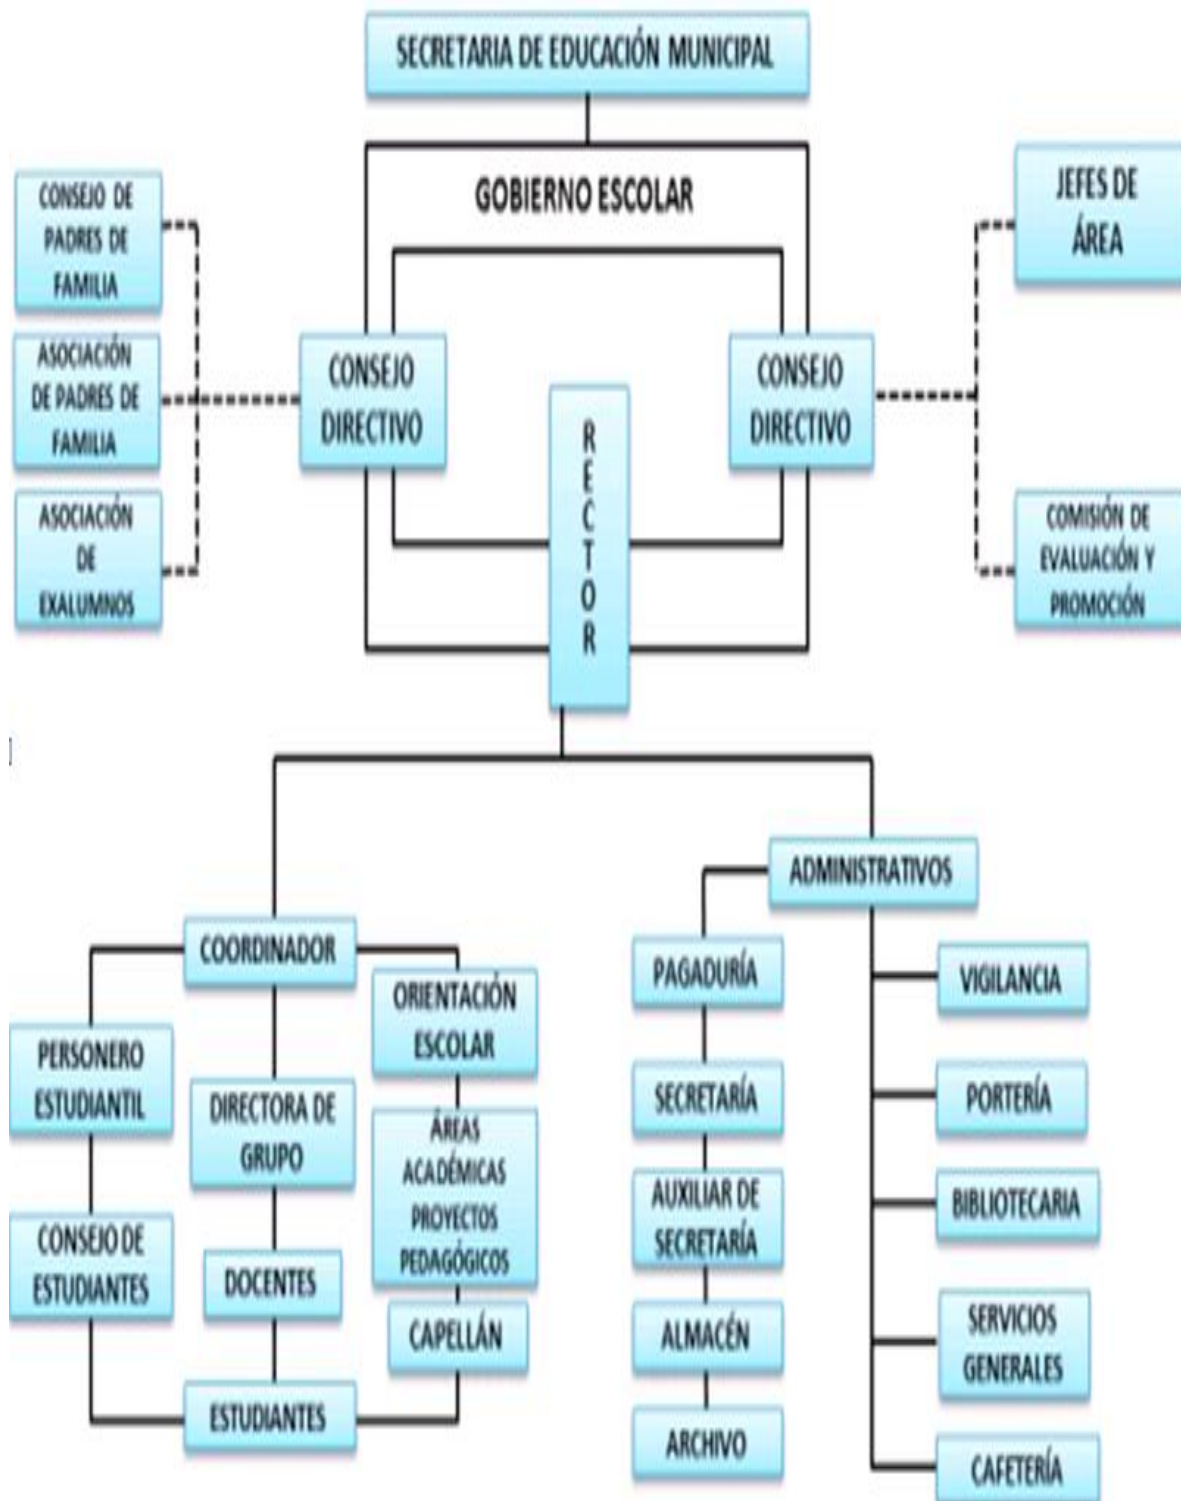 SECRETARIA DE EDUCACIÓN MUNICIPAL
GOBIERNO ESCOLAR
CONSEJO DE
PADRES DE
FAMILIA
ASOCIACIÓN
DE PADRES DE
FAMILIA
ASOCIACIÓN
DE
EXALUMNOS
CONSEJO
DIRECTIVO
RECTOR
CONSEJO
DIRECTIVO
JEFES DE
ÁREA
COMISIÓN DE
EVALUACIÓN Y
PROMOCIÓN
COORDINADOR
PERSONERO
ESTUDIANTIL
CONSEJO DE
ESTUDIANTES
DIRECTORA DE
GRUPO
DOCENTES
ESTUDIANTES
ORIENTACIÓN
ESCOLAR
ÁREAS
ACADÉMICAS
PROYECTOS
PEDAGÓGICOS
CAPELLÁN
ADMINISTRATIVOS
PAGADURÍA
SECRETARÍA
AUXILIAR DE
SECRETARÍA
ALMACÉN
ARCHIVO
VIGILANCIA
PORTERÍA
BIBLIOTECARIA
SERVICIOS
GENERALES
CAFETERÍA